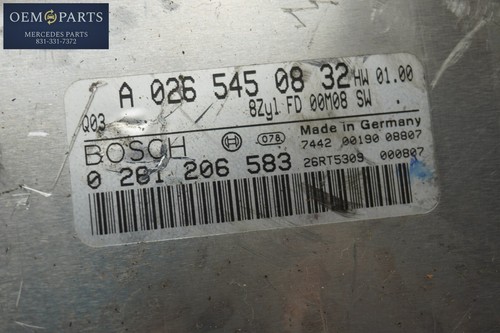 OEM PARTS
MERCEDES PARTS
831-331-7372
A 026 545 08 32 HW 01.00
Q03 8Zyl FD 00M08 SW .
BOSCH 078 Made in Germany
7442 00190 08807
0 281 206 583 26RT5309 000807